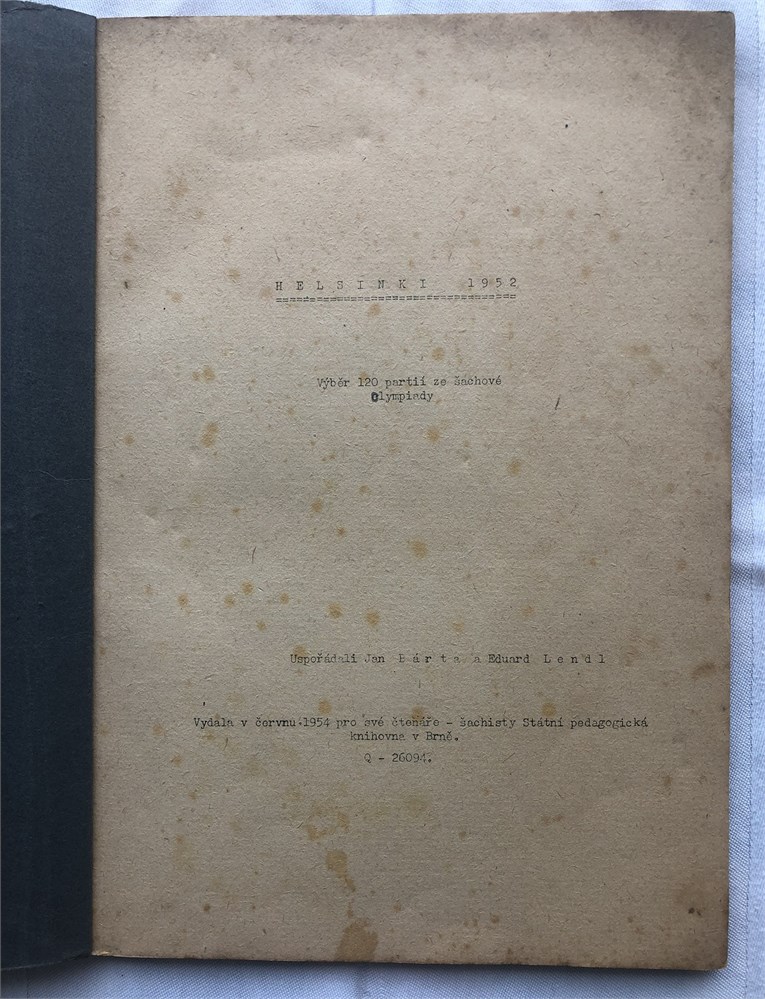 H E L S I N K I 1 9 5 2
===================================
Výběr 120 partií ze šachové
Olympiady
Uspořádali Jan B á r t a a Eduard L e n d l
Vydala v červnu 1954 pro své čtenáře - šachisty Státní pedagogická
knihovna v Brně.
Q - 26094.